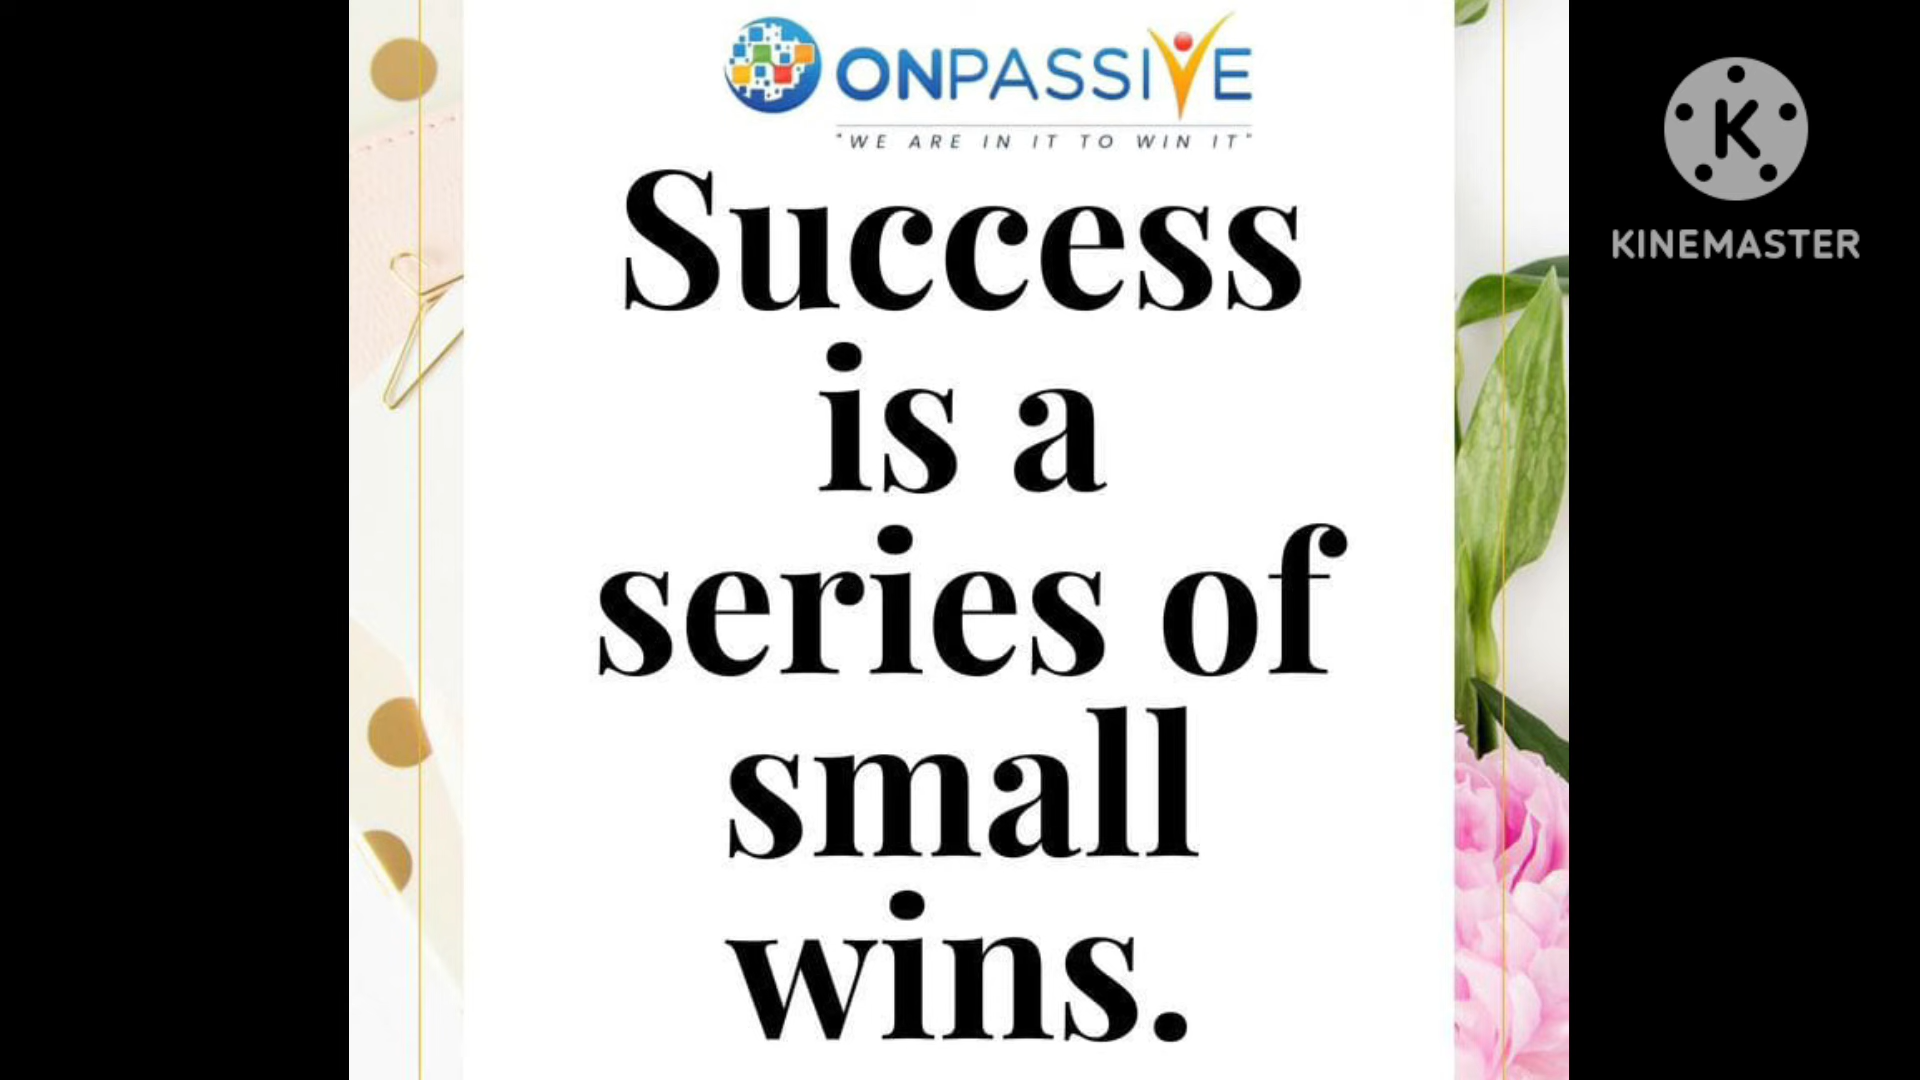 ONPASSIVE
"WE ARE IN IT TO WIN IT"
Success
is a
series of
small
wins.
K
KINEMASTER